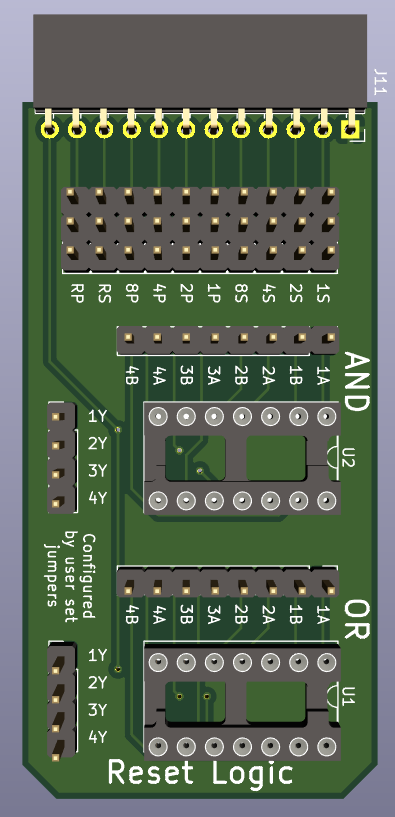 J11
RP RS 8P 4P 2P 1P 8S 4S 2S 1S
4B 4A 3B 3A 2B 2A 1B 1A
AND
1Y
2Y
3Y
4Y
U2
Configured
by user set
jumpers
4B 4A 3B 3A 2B 2A 1B 1A
OR
1Y
2Y
3Y
4Y
U1
Reset Logic